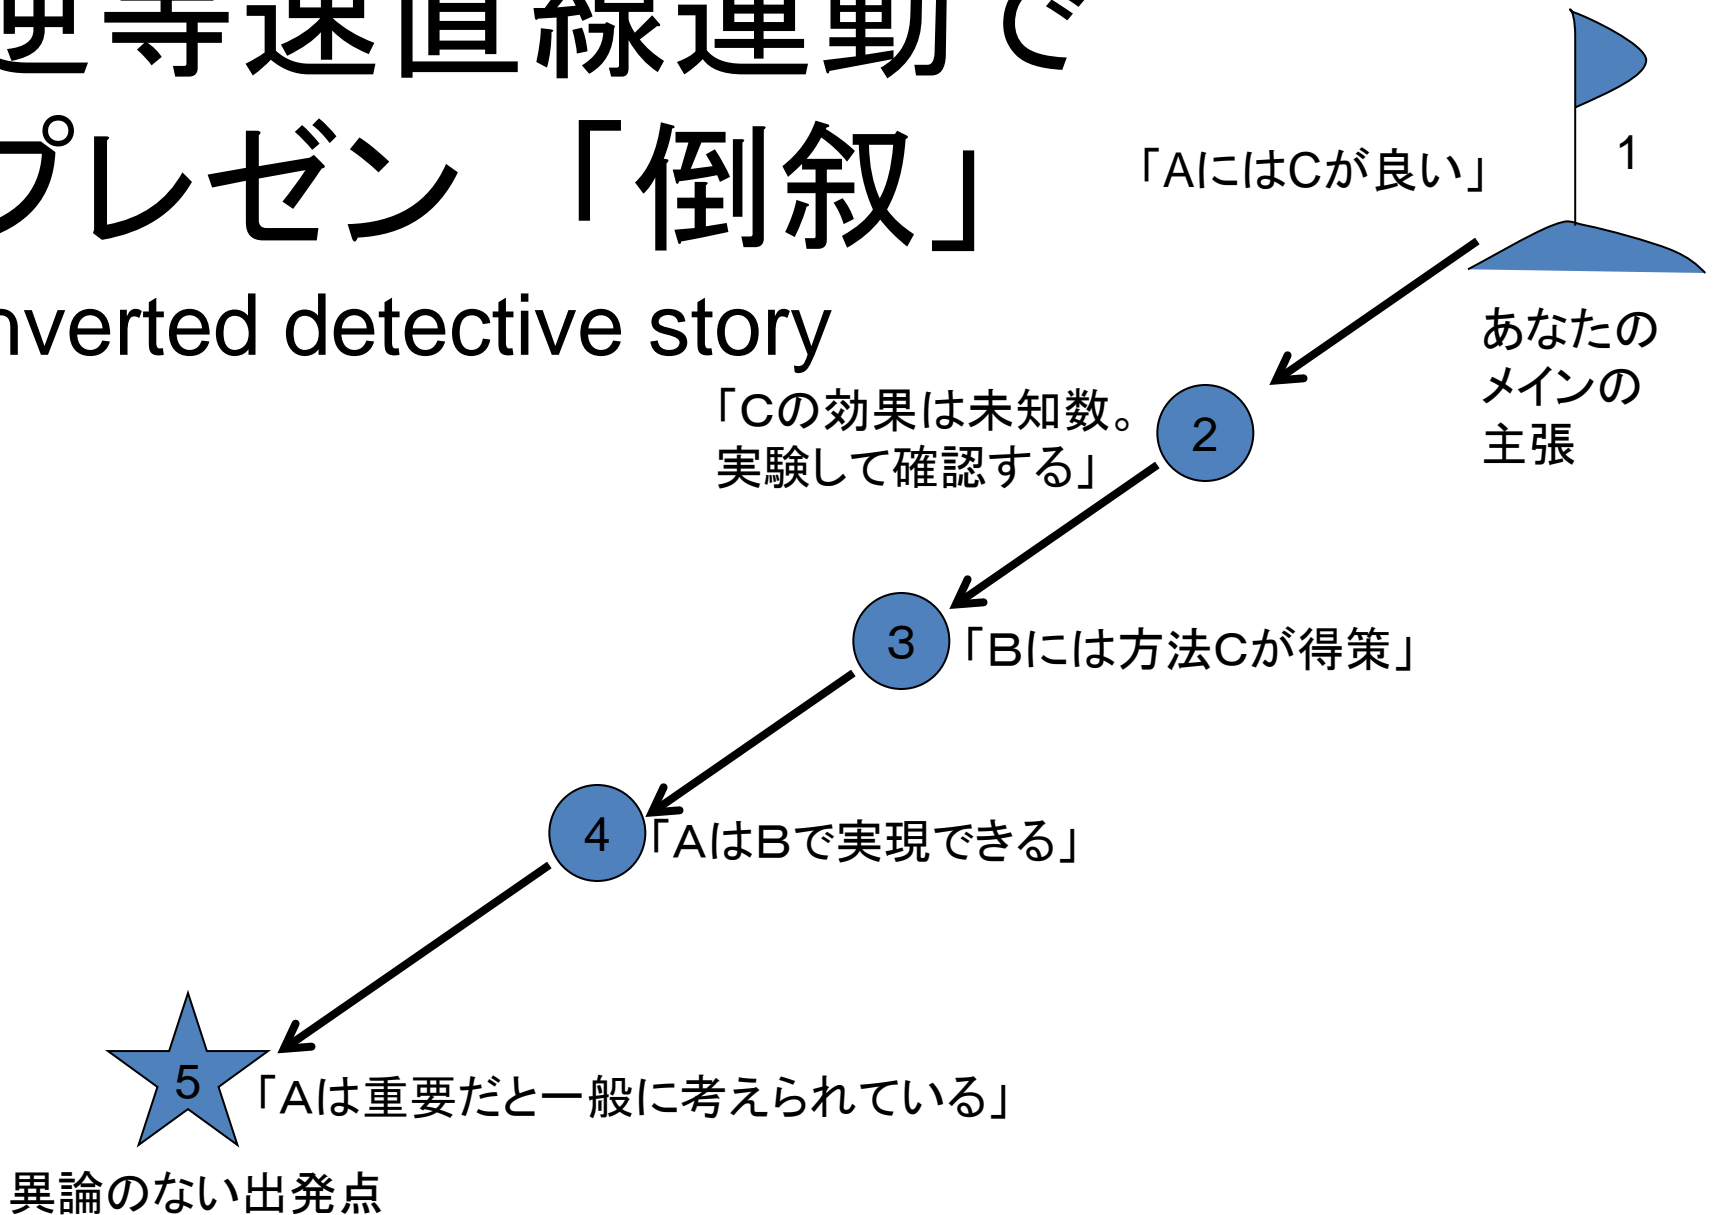 逆等速直線運動で
プレゼン「倒叙」
nverted detective story
「AにはCが良い」
1
あなたの
メインの
主張
「Cの効果は未知数。
実験して確認する」
2
3
「Bには方法Cが得策」
4
「AはBで実現できる」
5
「Aは重要だと一般に考えられている」
異論のない出発点